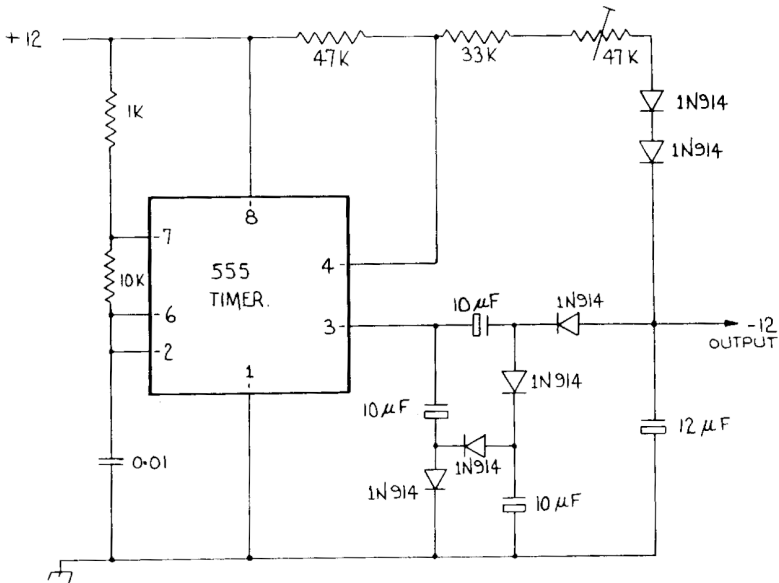 +12
47K
33K
47K
1K
1N914
1N914
8
7
555
TIMER.
4
10K
10µF
1N914
6
3
-12
OUTPUT
2
1
1N914
10µF
12µF
1N914
0.01
1N914
10µF